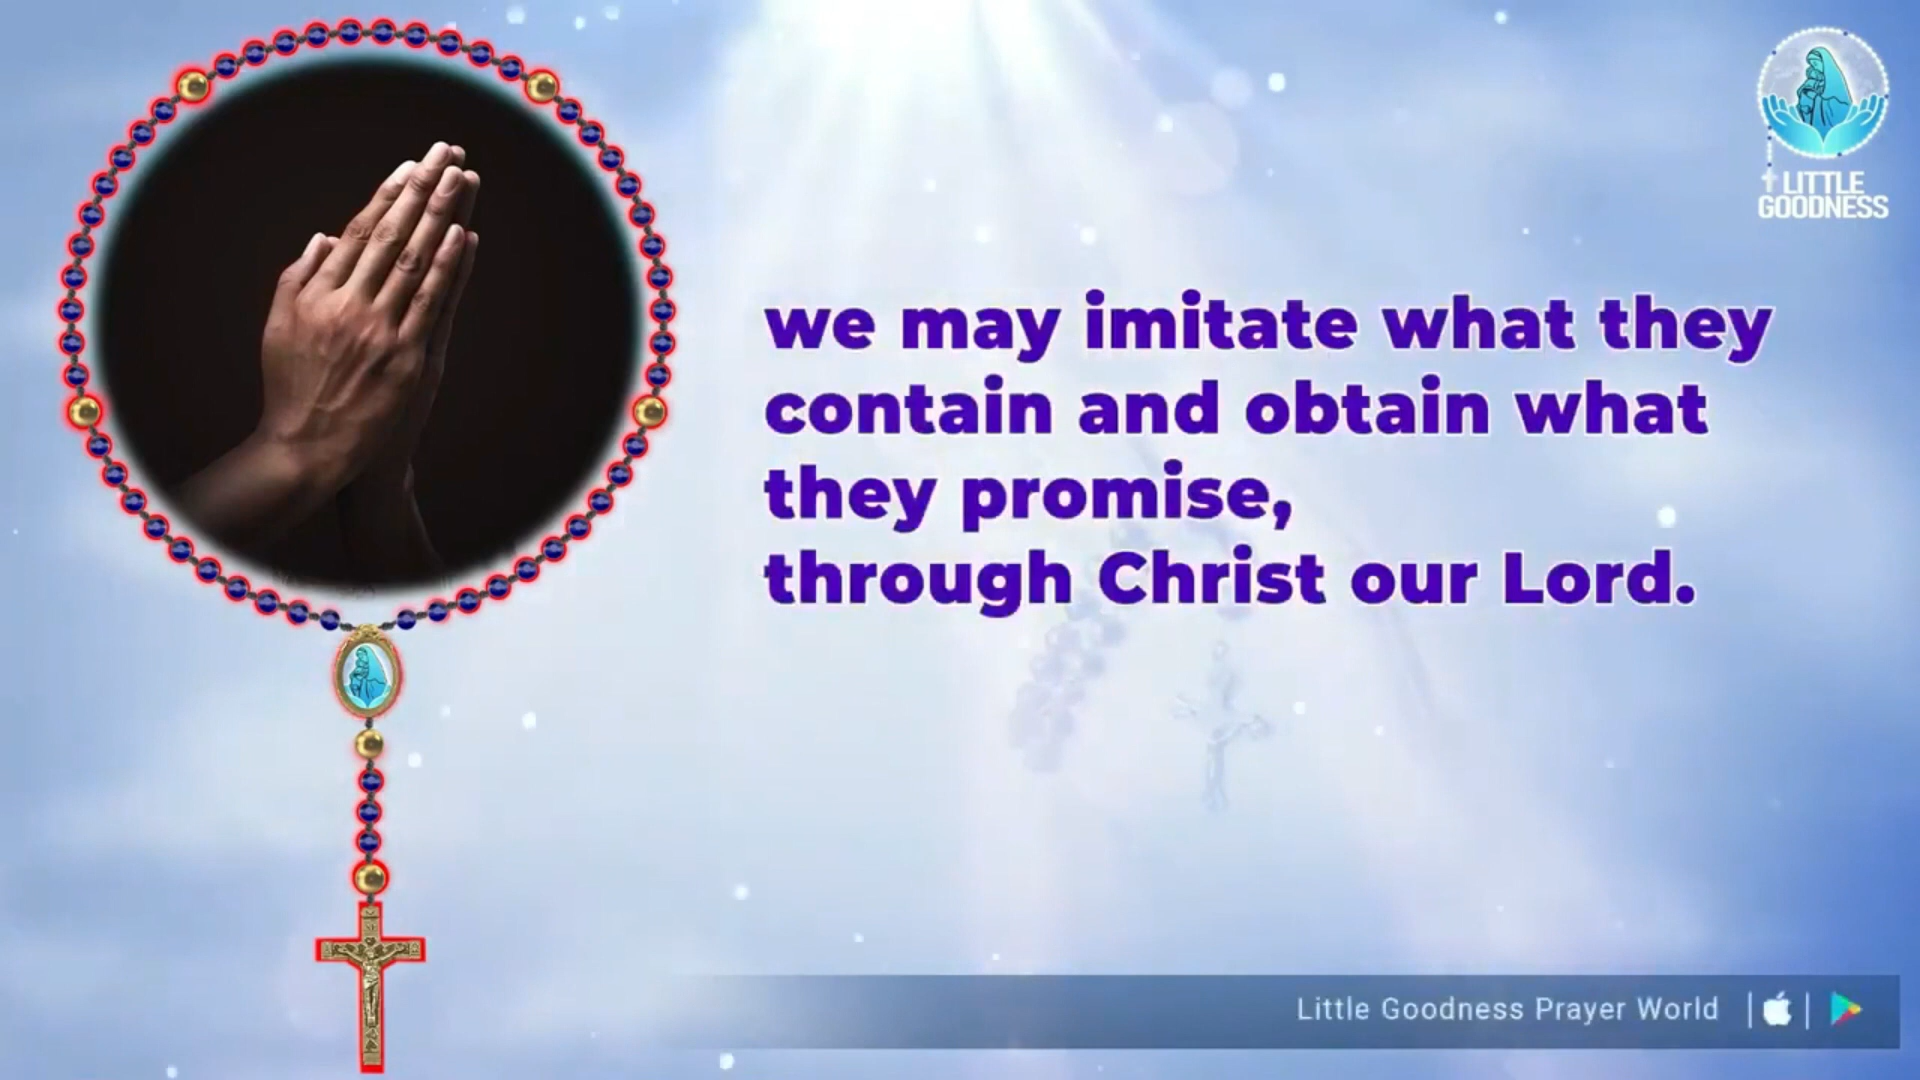 LITTLE
GOODNESS
we may imitate what they
contain and obtain what
they promise,
through Christ our Lord.
Little Goodness Prayer World